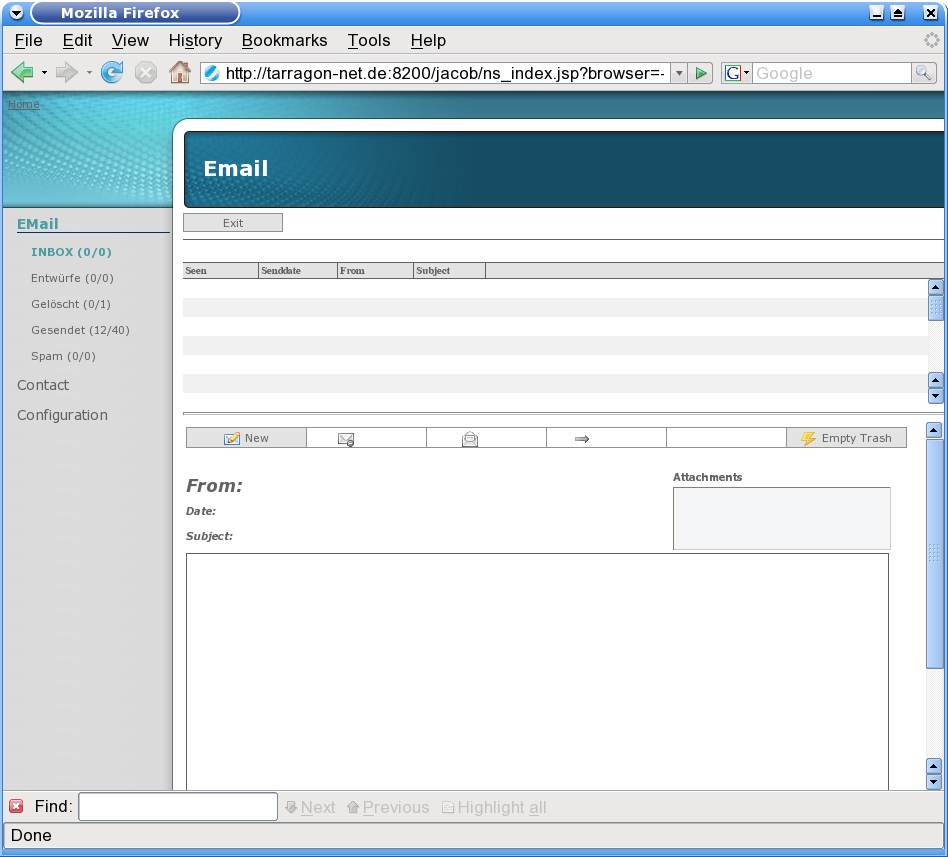 Mozilla Firefox
File Edit View History Bookmarks Tools Help
http://tarragon-net.de:8200/jacob/ns_index.jsp?browser=-
G Google
Home
Email
Exit
EMail
INBOX (0/0)
Entwürfe (0/0)
Gelöscht (0/1)
Gesendet (12/40)
Spam (0/0)
Contact
Configuration
Seen Senddate From Subject
New Empty Trash
From:
Attachments
Date:
Subject:
Find: Next Previous Highlight all
Done